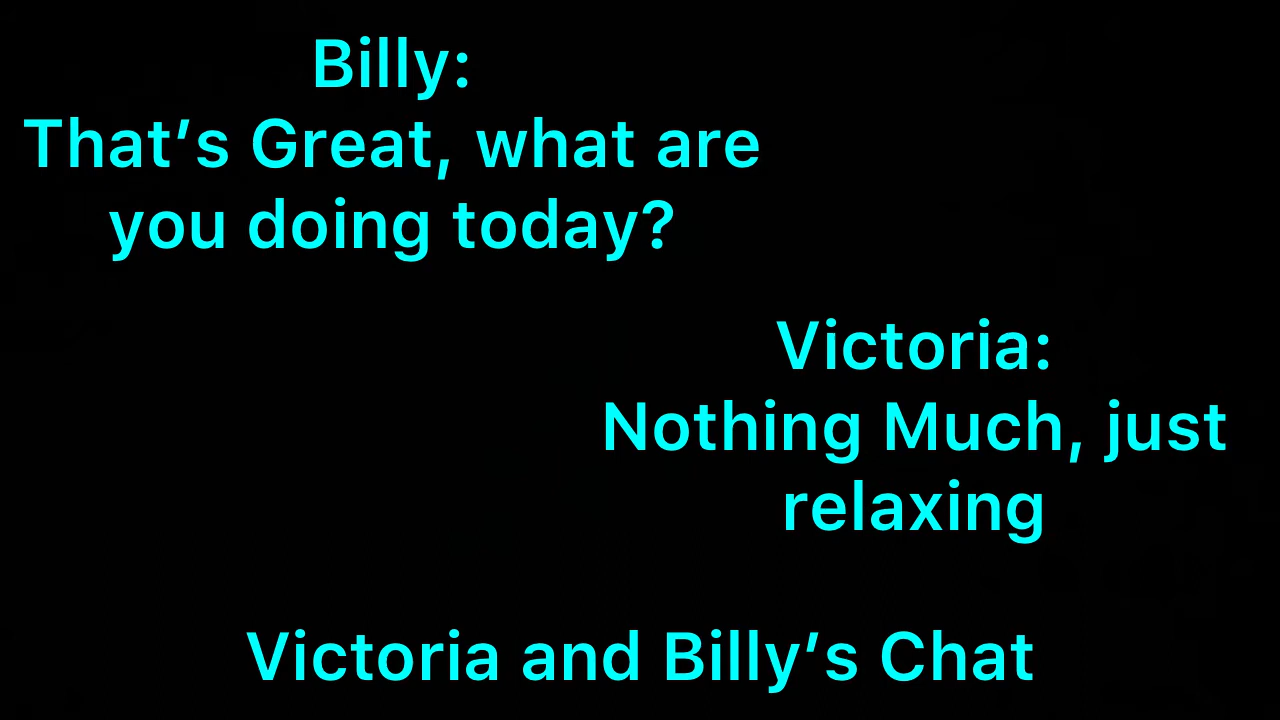 Billy:
That’s Great, what are
you doing today?
Victoria:
Nothing Much, just
relaxing
Victoria and Billy’s Chat